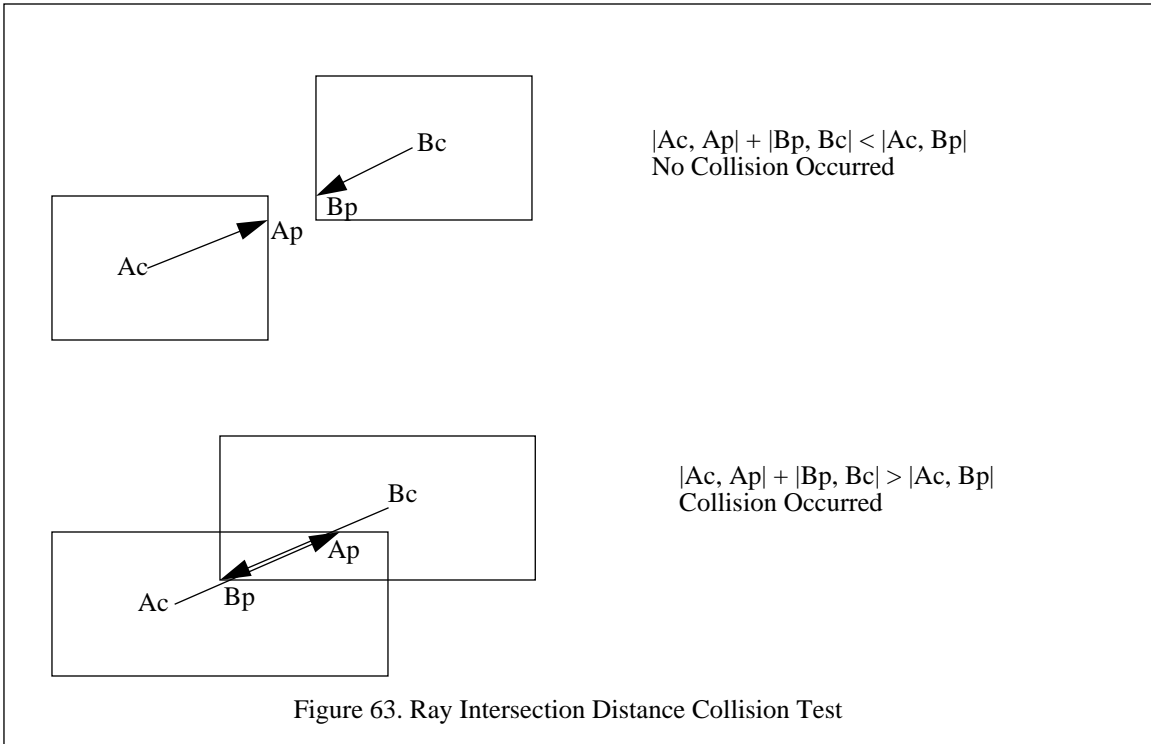 Bc
|Ac, Ap| + |Bp, Bc| < |Ac, Bp|
No Collision Occurred
Bp
Ap
Ac
|Ac, Ap| + |Bp, Bc| > |Ac, Bp|
Collision Occurred
Bc
Ap
Ac
Bp
Figure 63. Ray Intersection Distance Collision Test